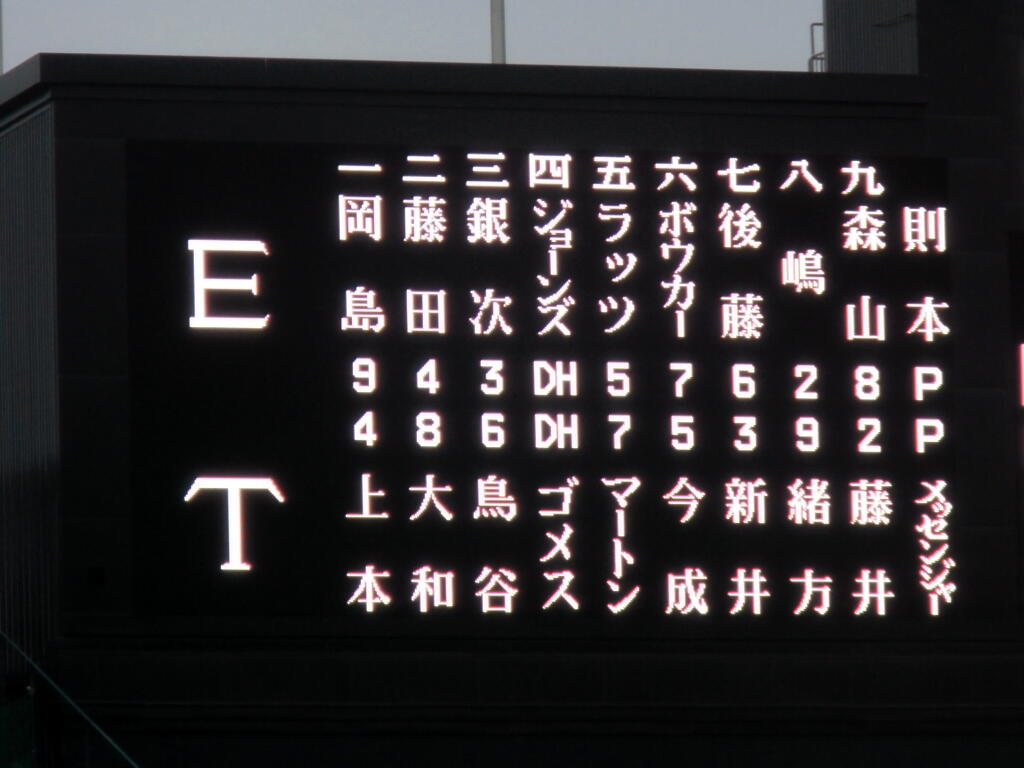 E
一 岡島 9
二 藤田 4
三 銀次 3
四 ジョーンズ DH
五 ラッツ 5
六 ボウカー 7
七 後藤 6
八 嶋 2
九 森山 8
則本 P
T
4 上本
8 大和
6 鳥谷
DH ゴメス
7 マートン
5 今成
3 新井
9 緒方
2 藤井
P メッセンジャー